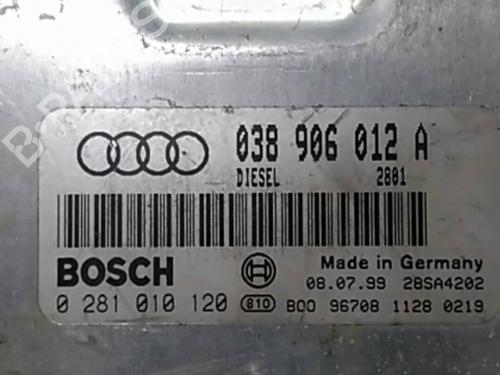 038 906 012 A
DIESEL 2801
BOSCH
Made in Germany
08.07.99 28SA4202
0 281 010 120 810 B00 96708 1128 0219